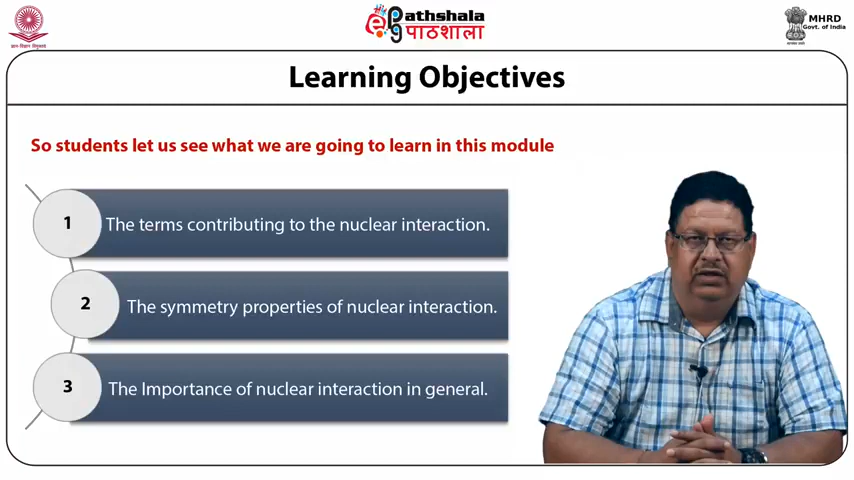 ePG Pathshala
पाठशाला
MHRD
Govt. of India
Learning Objectives
So students let us see what we are going to learn in this module
1 The terms contributing to the nuclear interaction.
2 The symmetry properties of nuclear interaction.
3 The Importance of nuclear interaction in general.